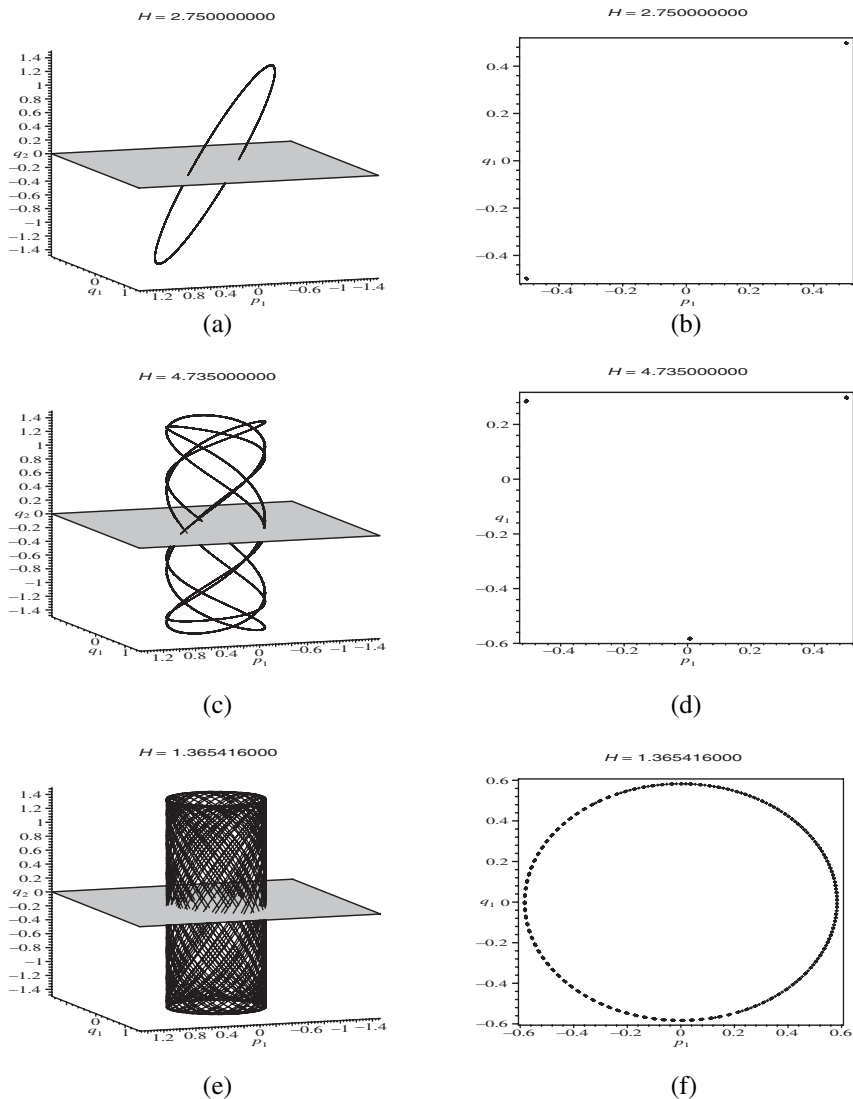 H = 2.750000000
1.4
1.2
1
0.8
0.6
0.4
0.2
q2 0
−0.2
−0.4
−0.6
−0.8
−1
−1.2
−1.4
0
q1 1
1.2 0.8 0.4 0 −0.6 −1 −1.4
p1
(a)
H = 2.750000000
0.4
0.2
q1 0
−0.2
−0.4
−0.4 −0.2 0 0.2 0.4
p1
(b)
H = 4.735000000
1.4
1.2
1
0.8
0.6
0.4
0.2
q2 0
−0.2
−0.4
−0.6
−0.8
−1
−1.2
−1.4
0
q1 1
1.2 0.8 0.4 0 −0.6 −1 −1.4
p1
(c)
H = 4.735000000
0.2
0
q1
−0.2
−0.4
−0.6
−0.4 −0.2 0 0.2 0.4
p1
(d)
H = 1.365416000
1.4
1.2
1
0.8
0.6
0.4
0.2
q2 0
−0.2
−0.4
−0.6
−0.8
−1
−1.2
−1.4
0
q1 1
1.2 0.8 0.4 0 −0.6 −1 −1.4
p1
(e)
H = 1.365416000
0.6
0.4
0.2
q1 0
−0.2
−0.4
−0.6
−0.6 −0.4 −0.2 0 0.2 0.4 0.6
p1
(f)